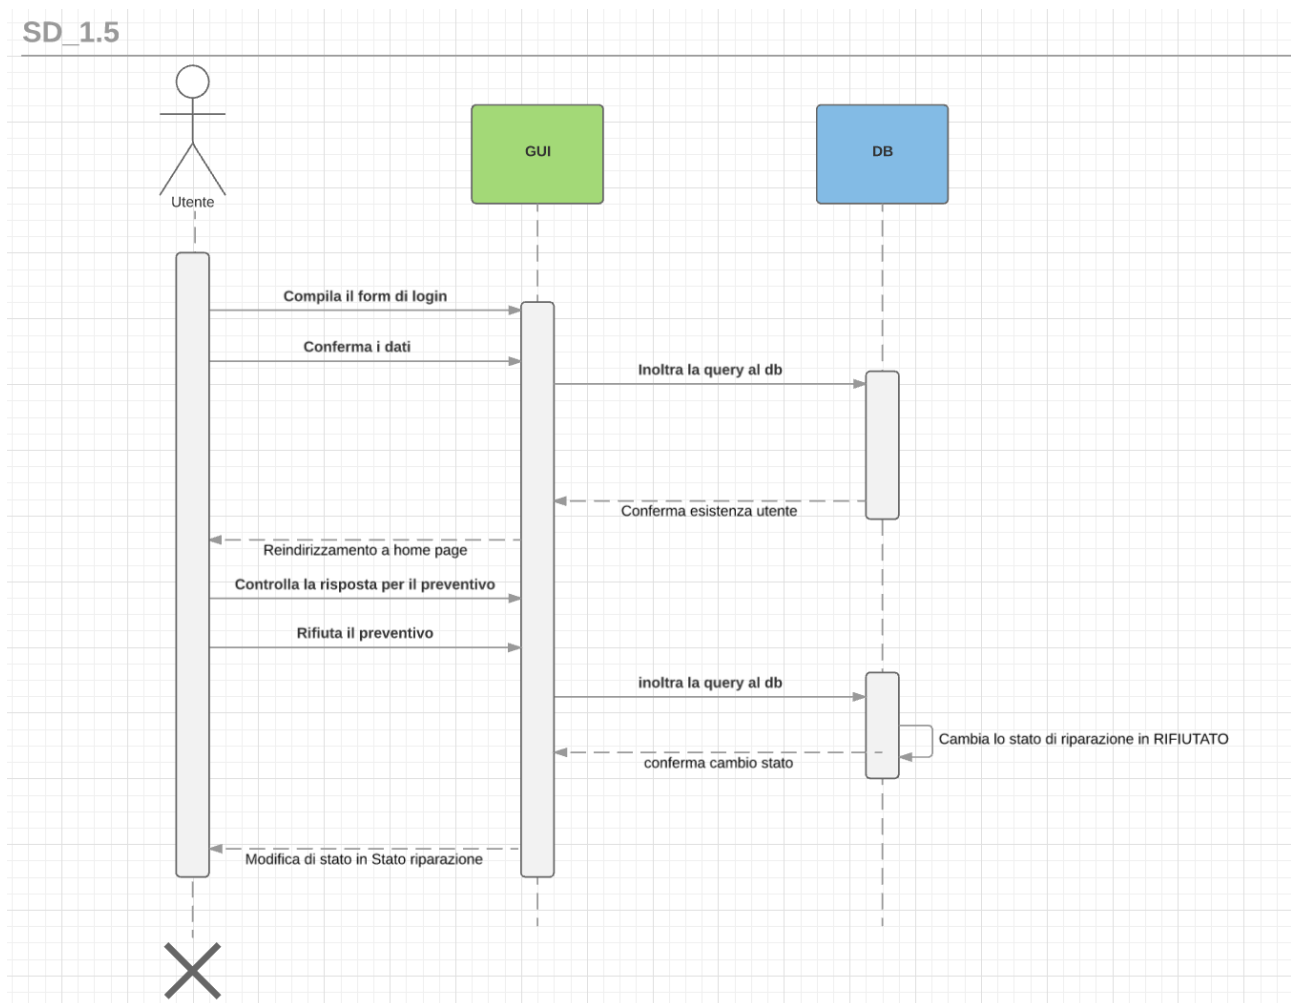 SD_1.5
GUI
DB
Utente
Compila il form di login
Conferma i dati
Inoltra la query al db
Conferma esistenza utente
Reindirizzamento a home page
Controlla la risposta per il preventivo
Rifiuta il preventivo
inoltra la query al db
Cambia lo stato di riparazione in RIFIUTATO
conferma cambio stato
Modifica di stato in Stato riparazione